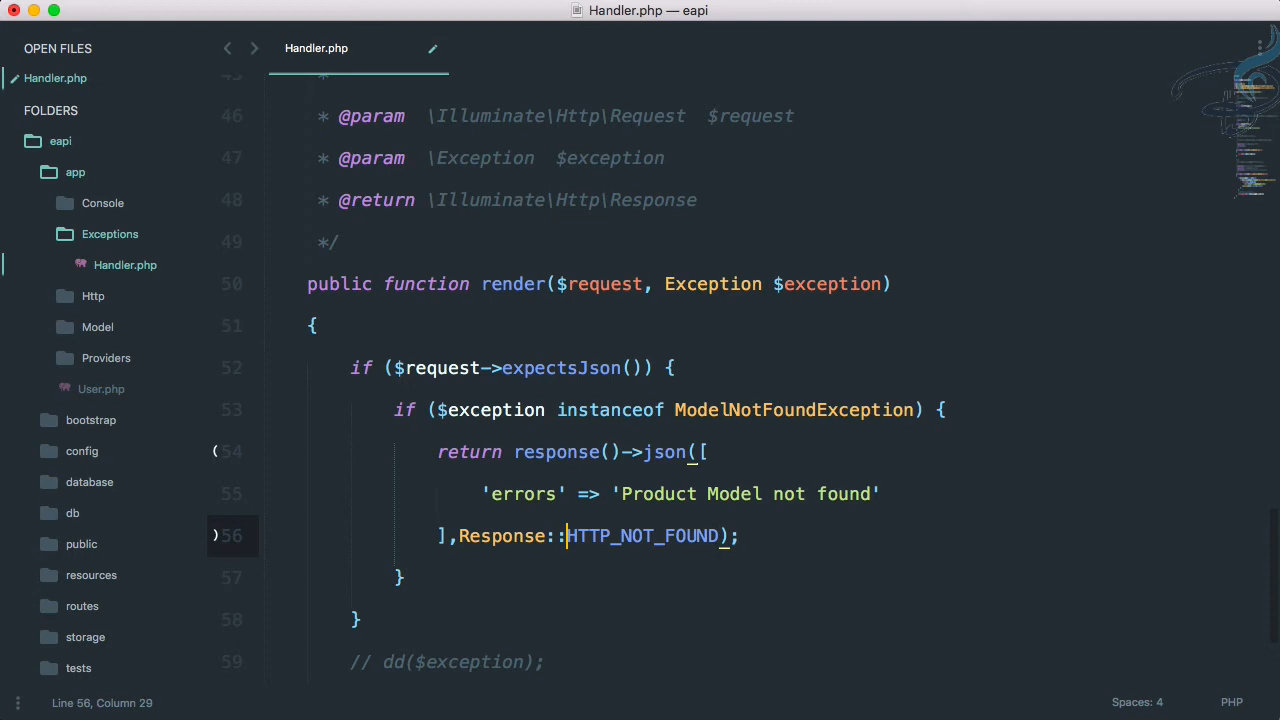 Handler.php — eapi
OPEN FILES
Handler.php
FOLDERS
eapi
app
Console
Exceptions
Handler.php
Http
Model
Providers
User.php
bootstrap
config
database
db
public
resources
routes
storage
tests
Handler.php
45 *
46 * @param \Illuminate\Http\Request $request
47 * @param \Exception $exception
48 * @return \Illuminate\Http\Response
49 */
50 public function render($request, Exception $exception)
51 {
52 if ($request->expectsJson()) {
53 if ($exception instanceof ModelNotFoundException) {
54 return response()->json([
55 'errors' => 'Product Model not found'
56 ],Response::HTTP_NOT_FOUND);
57 }
58 }
59 // dd($exception);
Line 56, Column 29
Spaces: 4
PHP